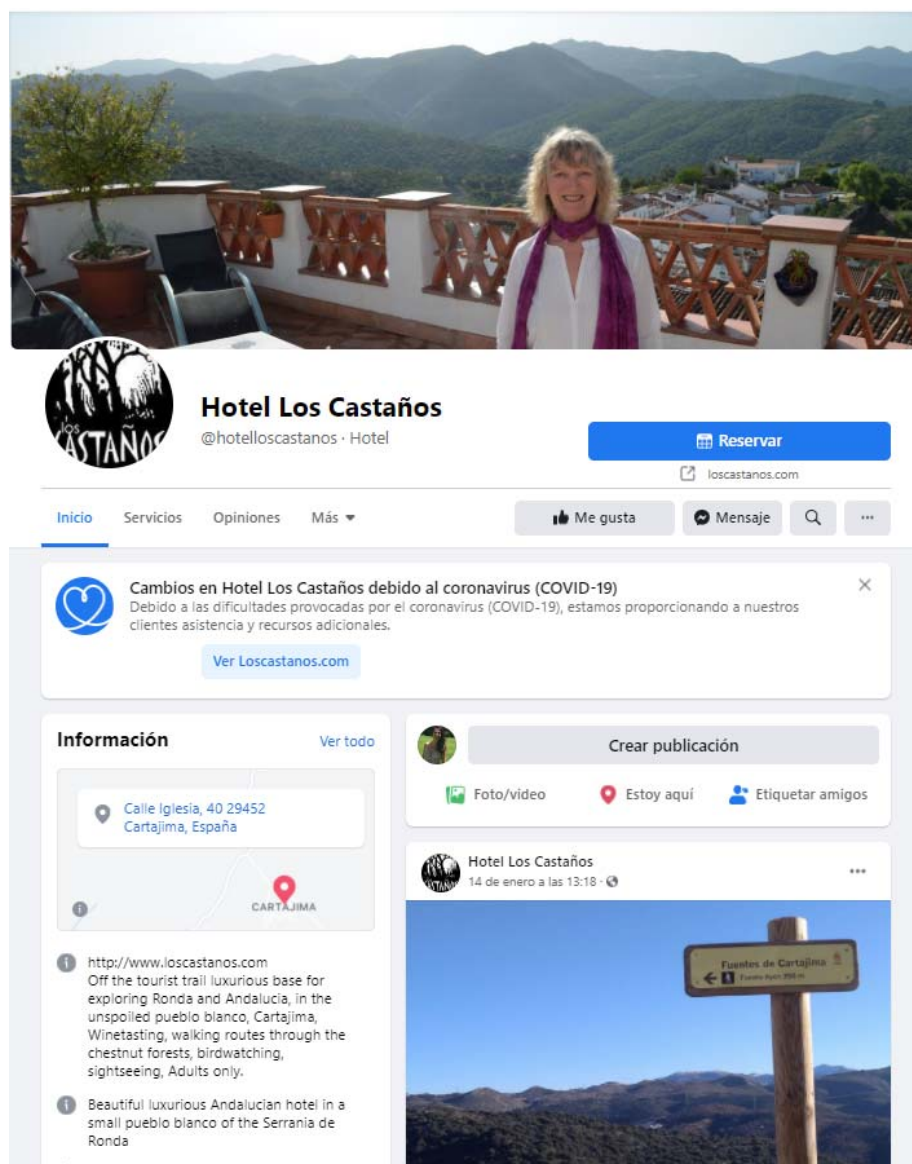 los
CASTAÑOS
Hotel Los Castaños
@hotelloscastanos · Hotel
Reservar
loscastanos.com
Inicio
Servicios
Opiniones
Más
Me gusta
Mensaje
Cambios en Hotel Los Castaños debido al coronavirus (COVID-19)
Debido a las dificultades provocadas por el coronavirus (COVID-19), estamos proporcionando a nuestros
clientes asistencia y recursos adicionales.
Ver Loscastanos.com
Información
Ver todo
Calle Iglesia, 40 29452
Cartajima, España
CARTAJIMA
http://www.loscastanos.com
Off the tourist trail luxurious base for
exploring Ronda and Andalucia, in the
unspoiled pueblo blanco, Cartajima,
Winetasting, walking routes through the
chestnut forests, birdwatching,
sightseeing, Adults only.
Beautiful luxurious Andalucian hotel in a
small pueblo blanco of the Serrania de
Ronda
Crear publicación
Foto/video
Estoy aquí
Etiquetar amigos
Hotel Los Castaños
14 de enero a las 13:18
Fuentes de Cartajima